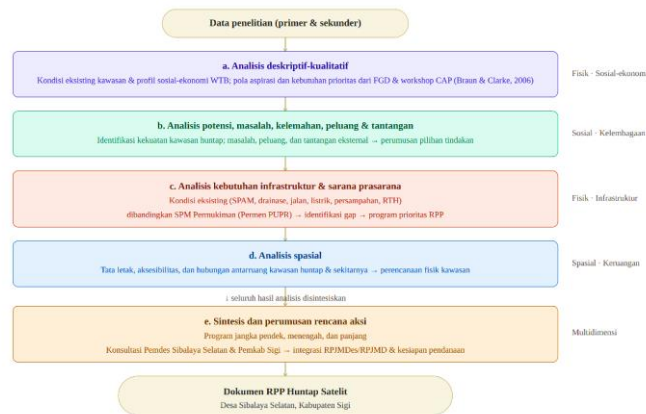 Data penelitian (primer & sekunder)
a. Analisis deskriptif-kualitatif
Kondisi eksisting kawasan & profil sosial-ekonomi WTB; pola aspirasi dan kebutuhan prioritas dari FGD & workshop CAP (Braun & Clarke, 2006)
Fisik · Sosial-ekonom
b. Analisis potensi, masalah, kelemahan, peluang & tantangan
Identifikasi kekuatan kawasan huntap; masalah, peluang, dan tantangan eksternal → perumusan pilihan tindakan
Sosial · Kelembagaan
c. Analisis kebutuhan infrastruktur & sarana prasarana
Kondisi eksisting (SPAM, drainase, jalan, listrik, persampahan, RTH)
dibandingkan SPM Permukiman (Permen PUPR) → identifikasi gap → program prioritas RPP
Fisik · Infrastruktur
d. Analisis spasial
Tata letak, aksesibilitas, dan hubungan antarruang kawasan huntap & sekitarnya → perencanaan fisik kawasan
Spasial · Keruangan
↓ seluruh hasil analisis disintesiskan
e. Sintesis dan perumusan rencana aksi
Program jangka pendek, menengah, dan panjang
Konsultasi Pemdes Sibalaya Selatan & Pemkab Sigi → integrasi RPJMDes/RPJMD & kesiapan pendanaan
Multidimensi
Dokumen RPP Huntap Satelit
Desa Sibalaya Selatan, Kabupaten Sigi